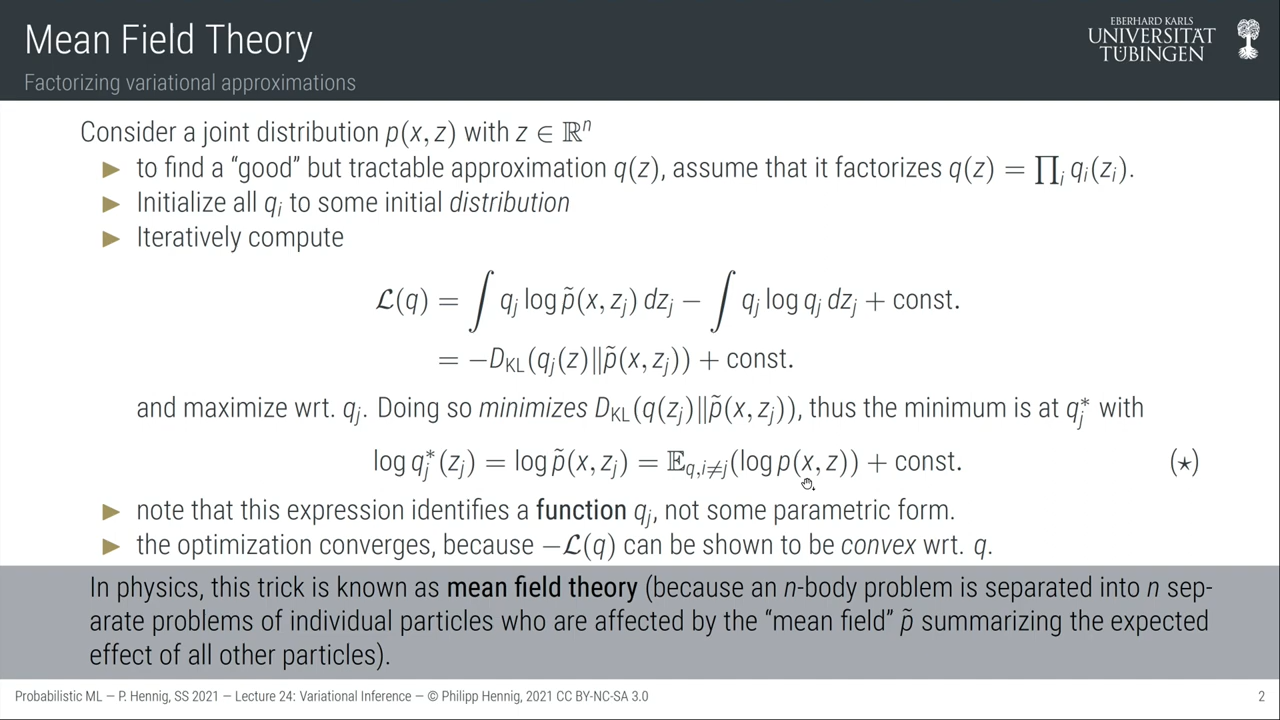 Mean Field Theory
Factorizing variational approximations
EBERHARD KARLS
UNIVERSITÄT
TÜBINGEN
Consider a joint distribution p(x, z) with z ∈ ℝⁿ
▶ to find a “good” but tractable approximation q(z), assume that it factorizes q(z) = ∏ᵢ qᵢ(zᵢ).
▶ Initialize all qᵢ to some initial distribution
▶ Iteratively compute
ℒ(q) = ∫ qⱼ log p̃(x, zⱼ) dzⱼ − ∫ qⱼ log qⱼ dzⱼ + const.
= −D_KL(qⱼ(z)‖p̃(x, zⱼ)) + const.
and maximize wrt. qⱼ. Doing so minimizes D_KL(q(zⱼ)‖p̃(x, zⱼ)), thus the minimum is at qⱼ* with
log qⱼ*(zⱼ) = log p̃(x, zⱼ) = 𝔼_{q,i≠j}(log p(x, z)) + const. (⋆)
▶ note that this expression identifies a function qⱼ, not some parametric form.
▶ the optimization converges, because −ℒ(q) can be shown to be convex wrt. q.
In physics, this trick is known as mean field theory (because an n-body problem is separated into n sep-
arate problems of individual particles who are affected by the “mean field” p̃ summarizing the expected
effect of all other particles).
Probabilistic ML — P. Hennig, SS 2021 — Lecture 24: Variational Inference — © Philipp Hennig, 2021 CC BY-NC-SA 3.0 2